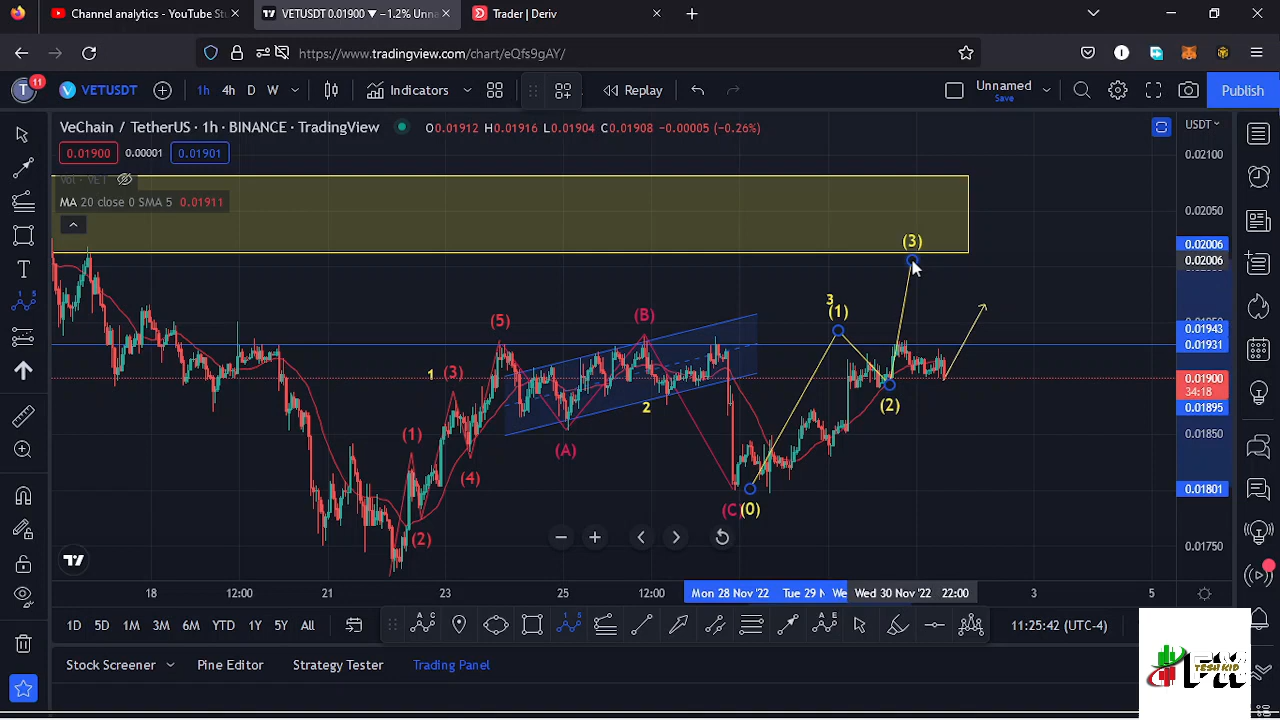 Channel analytics - YouTube St
VETUSDT 0.01900 ▼ −1.2% Unna
Trader | Deriv
https://www.tradingview.com/chart/eQfs9gAY/
T 11 VETUSDT 1h 4h D W Indicators Replay Unnamed Save Publish
VeChain / TetherUS · 1h · BINANCE · TradingView O0.01912 H0.01916 L0.01904 C0.01908 −0.00005 (−0.26%) USDT
0.01900 0.00001 0.01901
0.02100
Vol · VET
MA 20 close 0 SMA 5 0.01911
0.02050
(3)
0.02006
0.02006
3
(1)
(5)
(B)
0.01943
0.01931
1
(3)
0.01900
34:18
2
(2)
0.01895
(1)
(A)
0.01850
(4)
0.01801
(C)
(0)
(2)
0.01750
18 12:00 21 23 25 12:00 Mon 28 Nov '22 Tue 29 N We Wed 30 Nov '22 22:00 3 5
1D 5D 1M 3M 6M YTD 1Y 5Y All 11:25:42 (UTC-4)
Stock Screener Pine Editor Strategy Tester Trading Panel
TESH KID